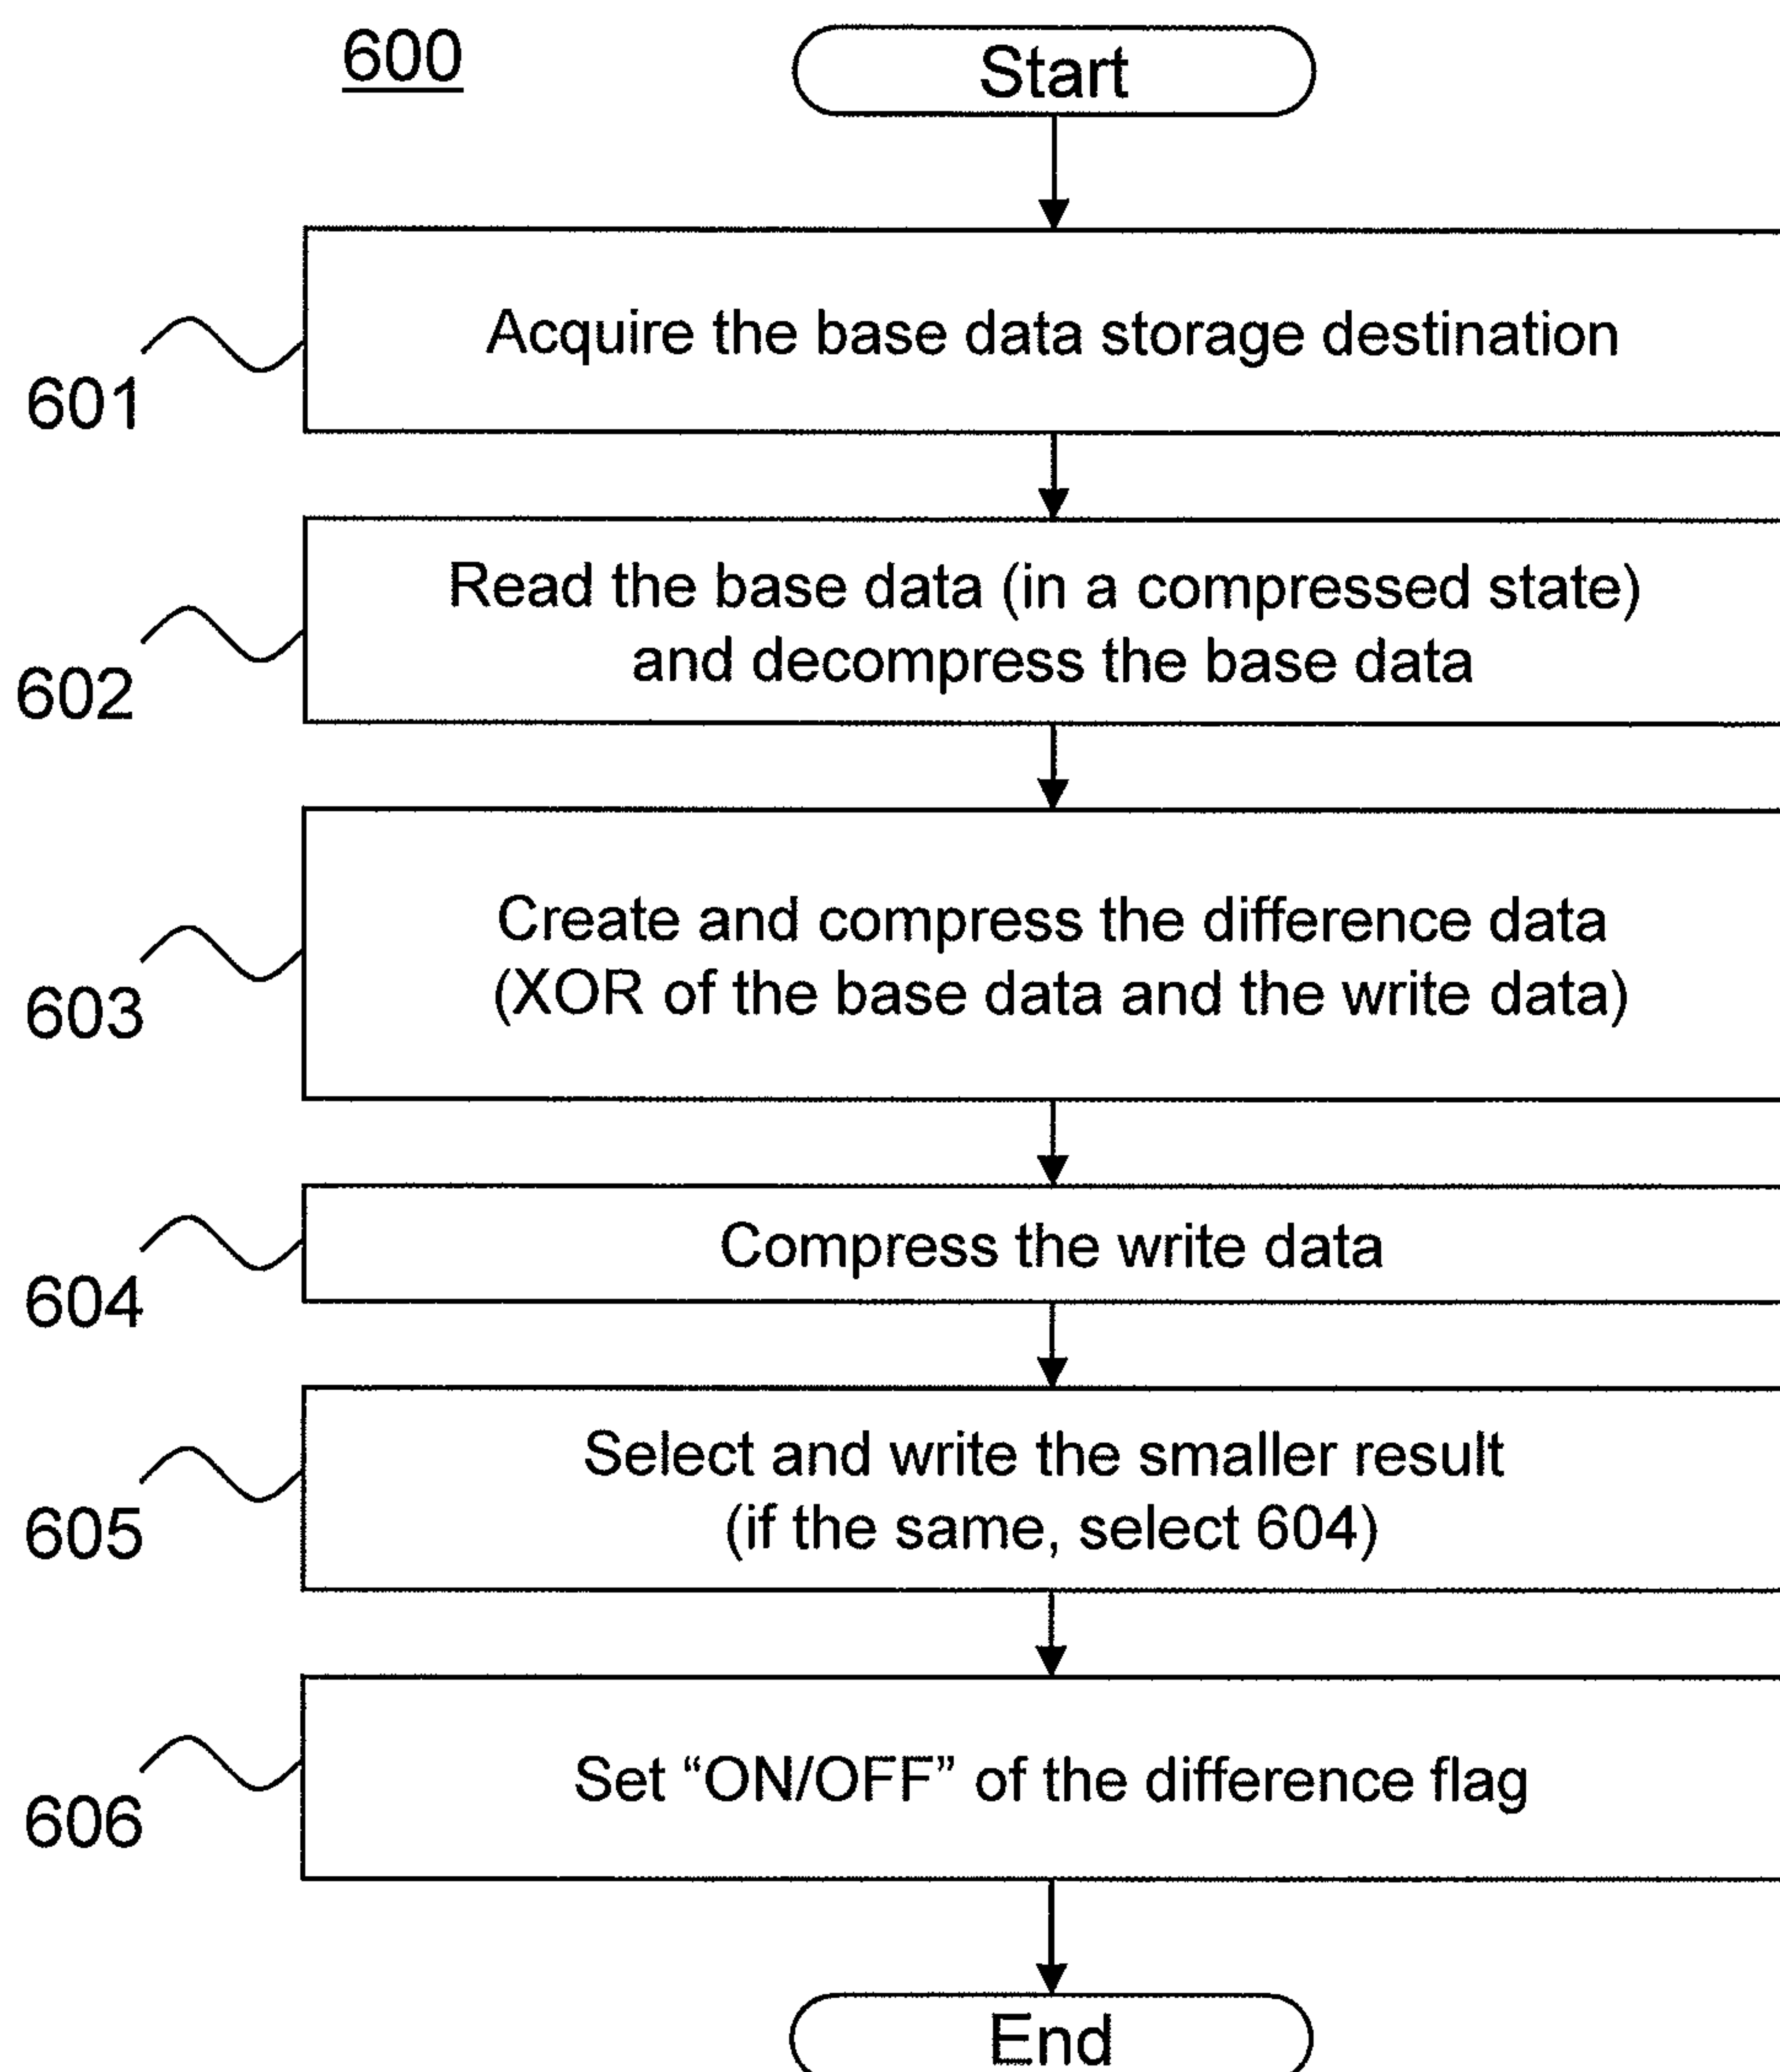 600
Start
Acquire the base data storage destination
601
Read the base data (in a compressed state)
and decompress the base data
602
Create and compress the difference data
(XOR of the base data and the write data)
603
Compress the write data
604
Select and write the smaller result
(if the same, select 604)
605
Set “ON/OFF” of the difference flag
606
End